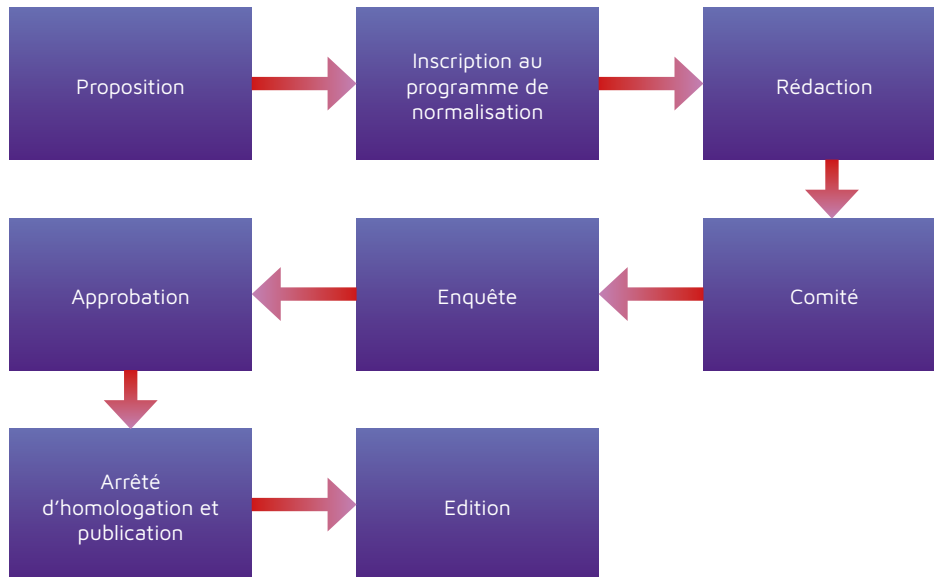 Proposition
Inscription au
programme de
normalisation
Rédaction
Comité
Enquête
Approbation
Arrêté
d’homologation et
publication
Edition